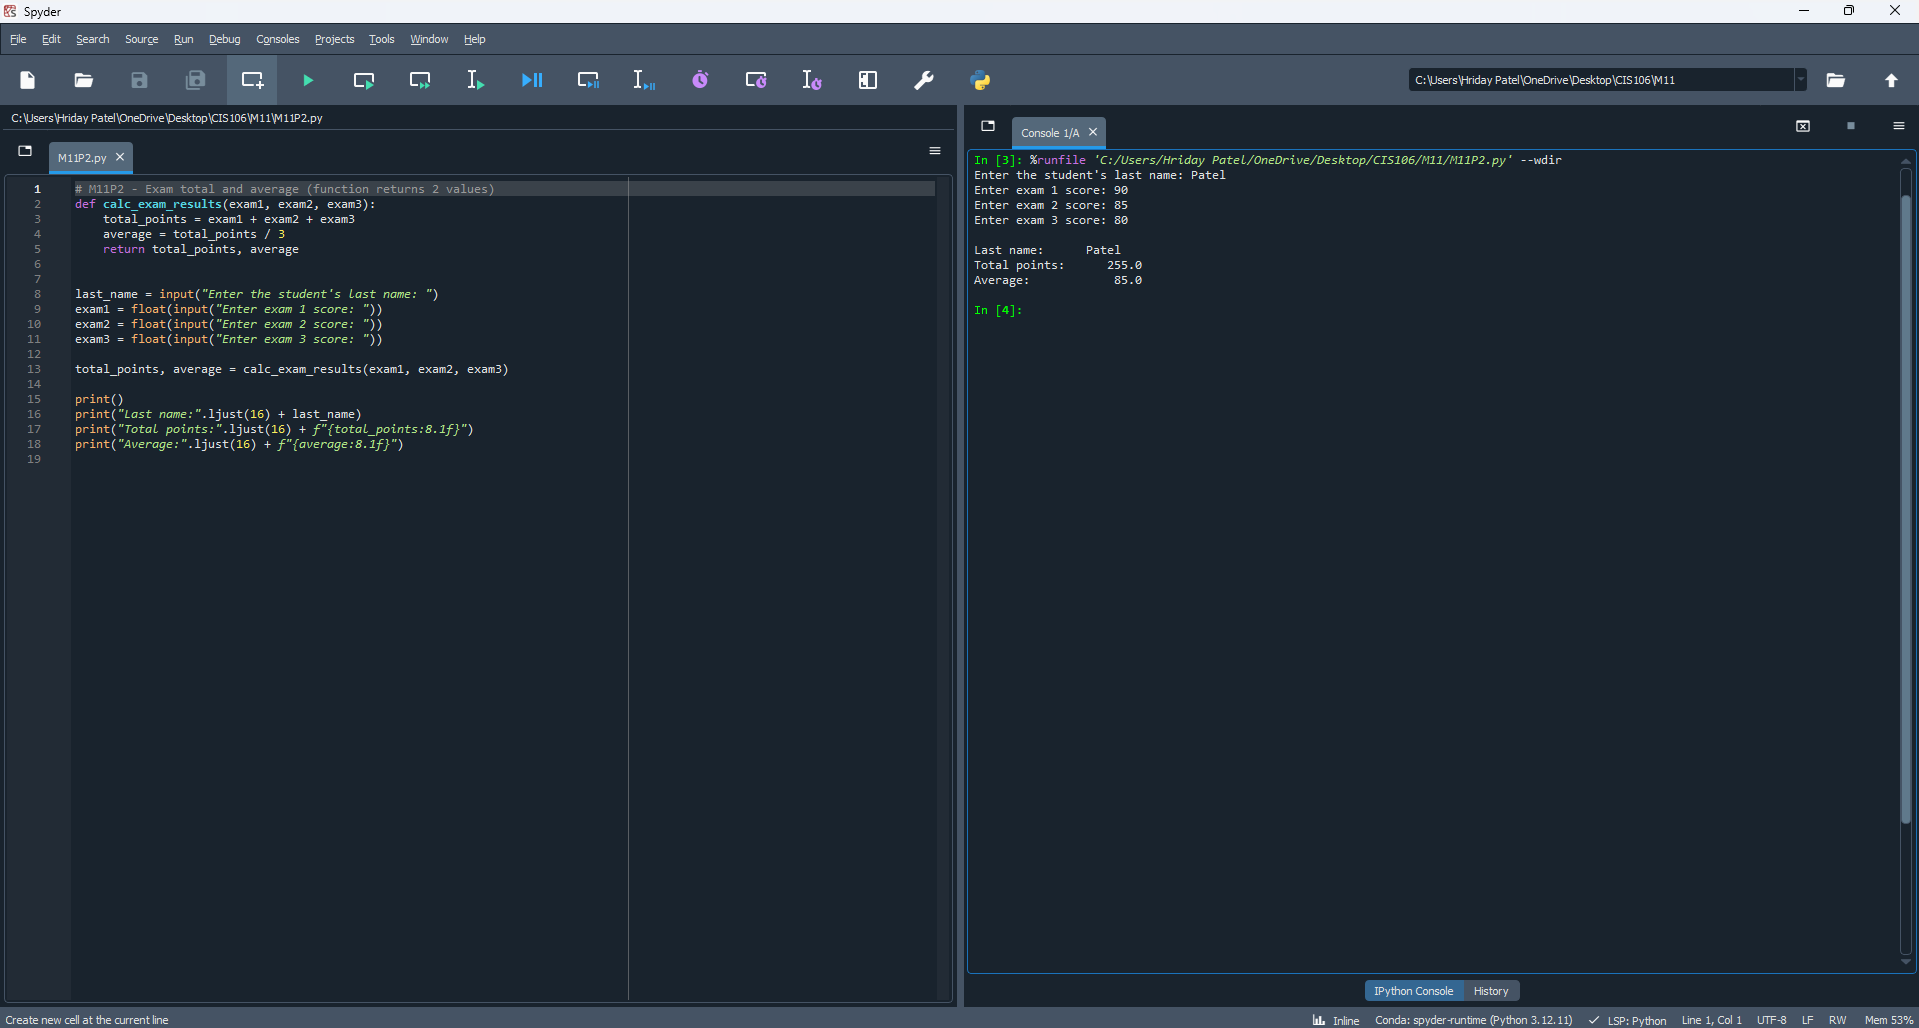 Spyder
File Edit Search Source Run Debug Consoles Projects Tools Window Help
C:\Users\Hriday Patel\OneDrive\Desktop\CIS106\M11
C:\Users\Hriday Patel\OneDrive\Desktop\CIS106\M11\M11P2.py
M11P2.py
1 # M11P2 - Exam total and average (function returns 2 values)
2 def calc_exam_results(exam1, exam2, exam3):
3     total_points = exam1 + exam2 + exam3
4     average = total_points / 3
5     return total_points, average
6
7
8 last_name = input("Enter the student's last name: ")
9 exam1 = float(input("Enter exam 1 score: "))
10 exam2 = float(input("Enter exam 2 score: "))
11 exam3 = float(input("Enter exam 3 score: "))
12
13 total_points, average = calc_exam_results(exam1, exam2, exam3)
14
15 print()
16 print("Last name:".ljust(16) + last_name)
17 print("Total points:".ljust(16) + f"{total_points:8.1f}")
18 print("Average:".ljust(16) + f"{average:8.1f}")
19
Console 1/A
In [3]: %runfile 'C:/Users/Hriday Patel/OneDrive/Desktop/CIS106/M11/M11P2.py' --wdir
Enter the student's last name: Patel
Enter exam 1 score: 90
Enter exam 2 score: 85
Enter exam 3 score: 80
Last name:      Patel
Total points:      255.0
Average:            85.0
In [4]:
IPython Console History
Create new cell at the current line
Inline Conda: spyder-runtime (Python 3.12.11) LSP: Python Line 1, Col 1 UTF-8 LF RW Mem 53%